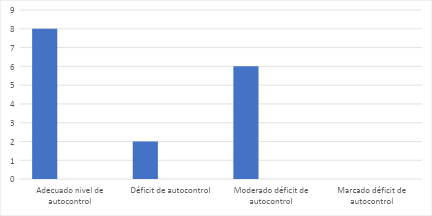 9
8
7
6
5
4
3
2
1
0
Adecuado nivel de autocontrol
Déficit de autocontrol
Moderado déficit de autocontrol
Marcado déficit de autocontrol